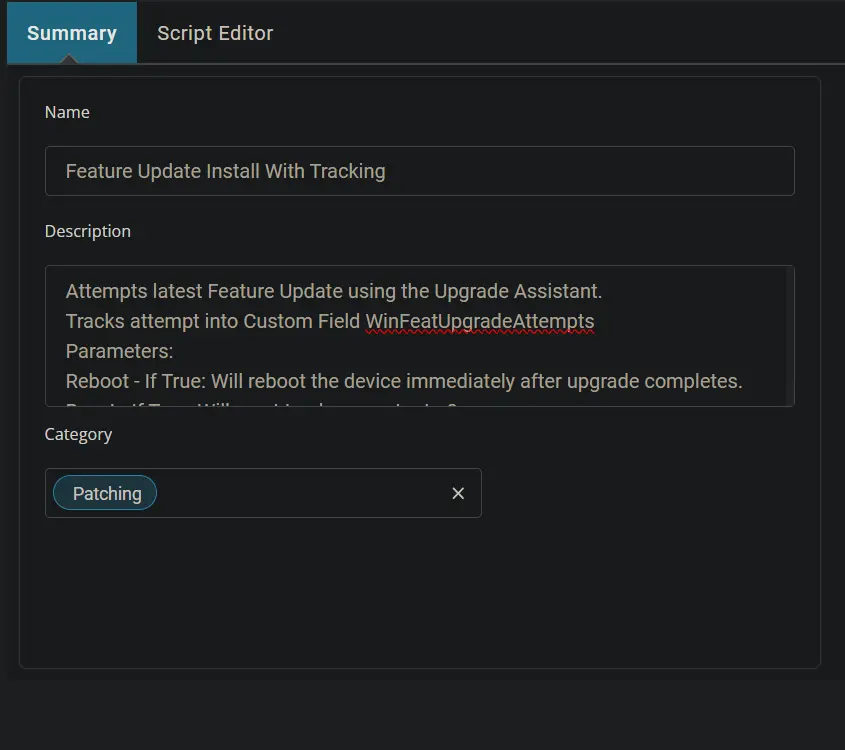 Summary
Script Editor
Name
Feature Update Install With Tracking
Description
Attempts latest Feature Update using the Upgrade Assistant.
Tracks attempt into Custom Field WinFeatUpgradeAttempts
Parameters:
Reboot - If True: Will reboot the device immediately after upgrade completes.
Category
Patching